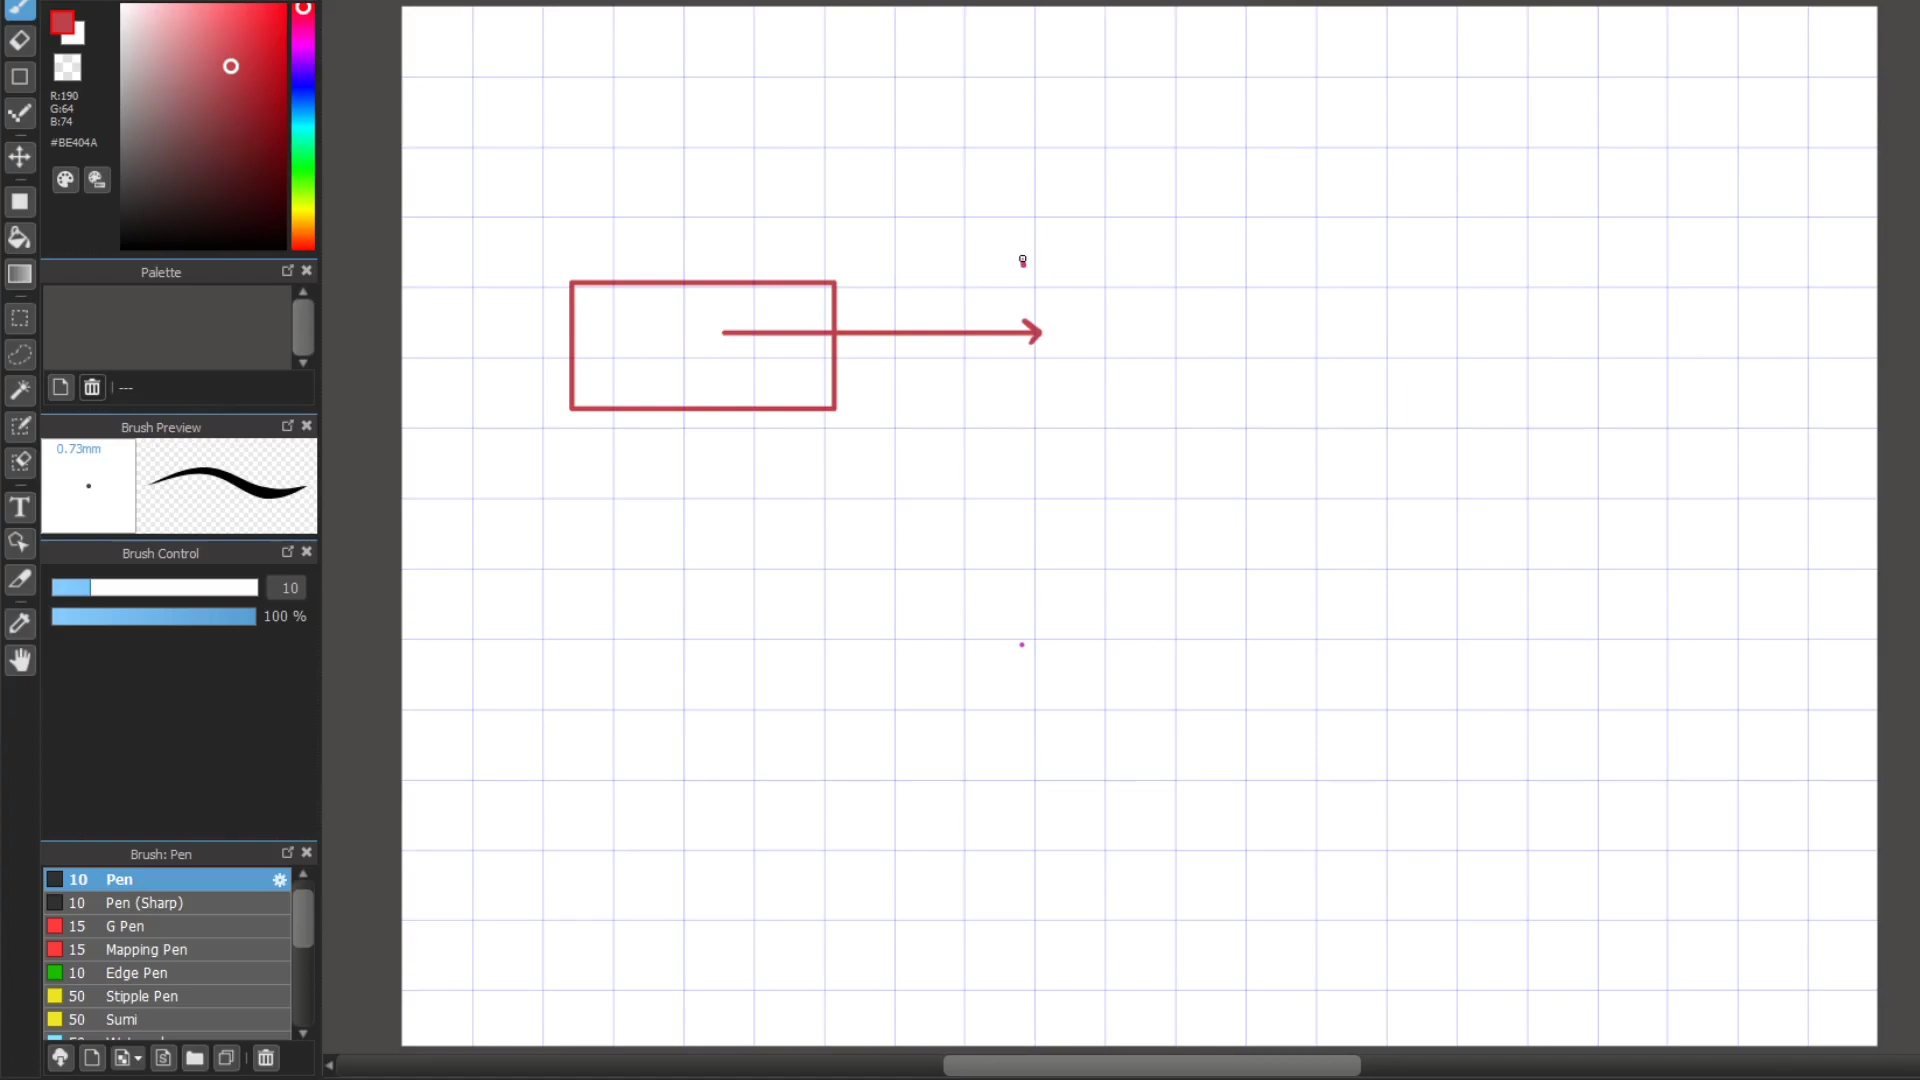 R:190
G:64
B:74
#BE404A
Palette
---
Brush Preview
0.73mm
Brush Control
10
100 %
Brush: Pen
10 Pen
10 Pen (Sharp)
15 G Pen
15 Mapping Pen
10 Edge Pen
50 Stipple Pen
50 Sumi
T